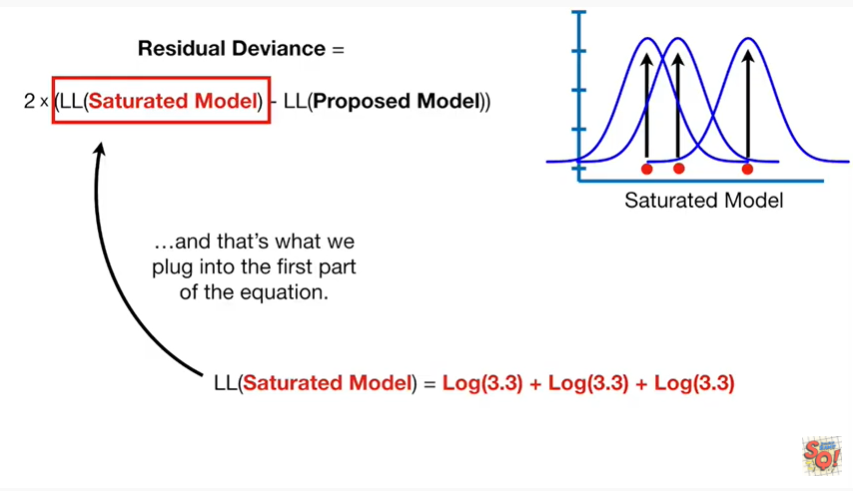 Residual Deviance =
2 × (LL(Saturated Model) - LL(Proposed Model))
Saturated Model
…and that's what we
plug into the first part
of the equation.
LL(Saturated Model) = Log(3.3) + Log(3.3) + Log(3.3)
SQ!